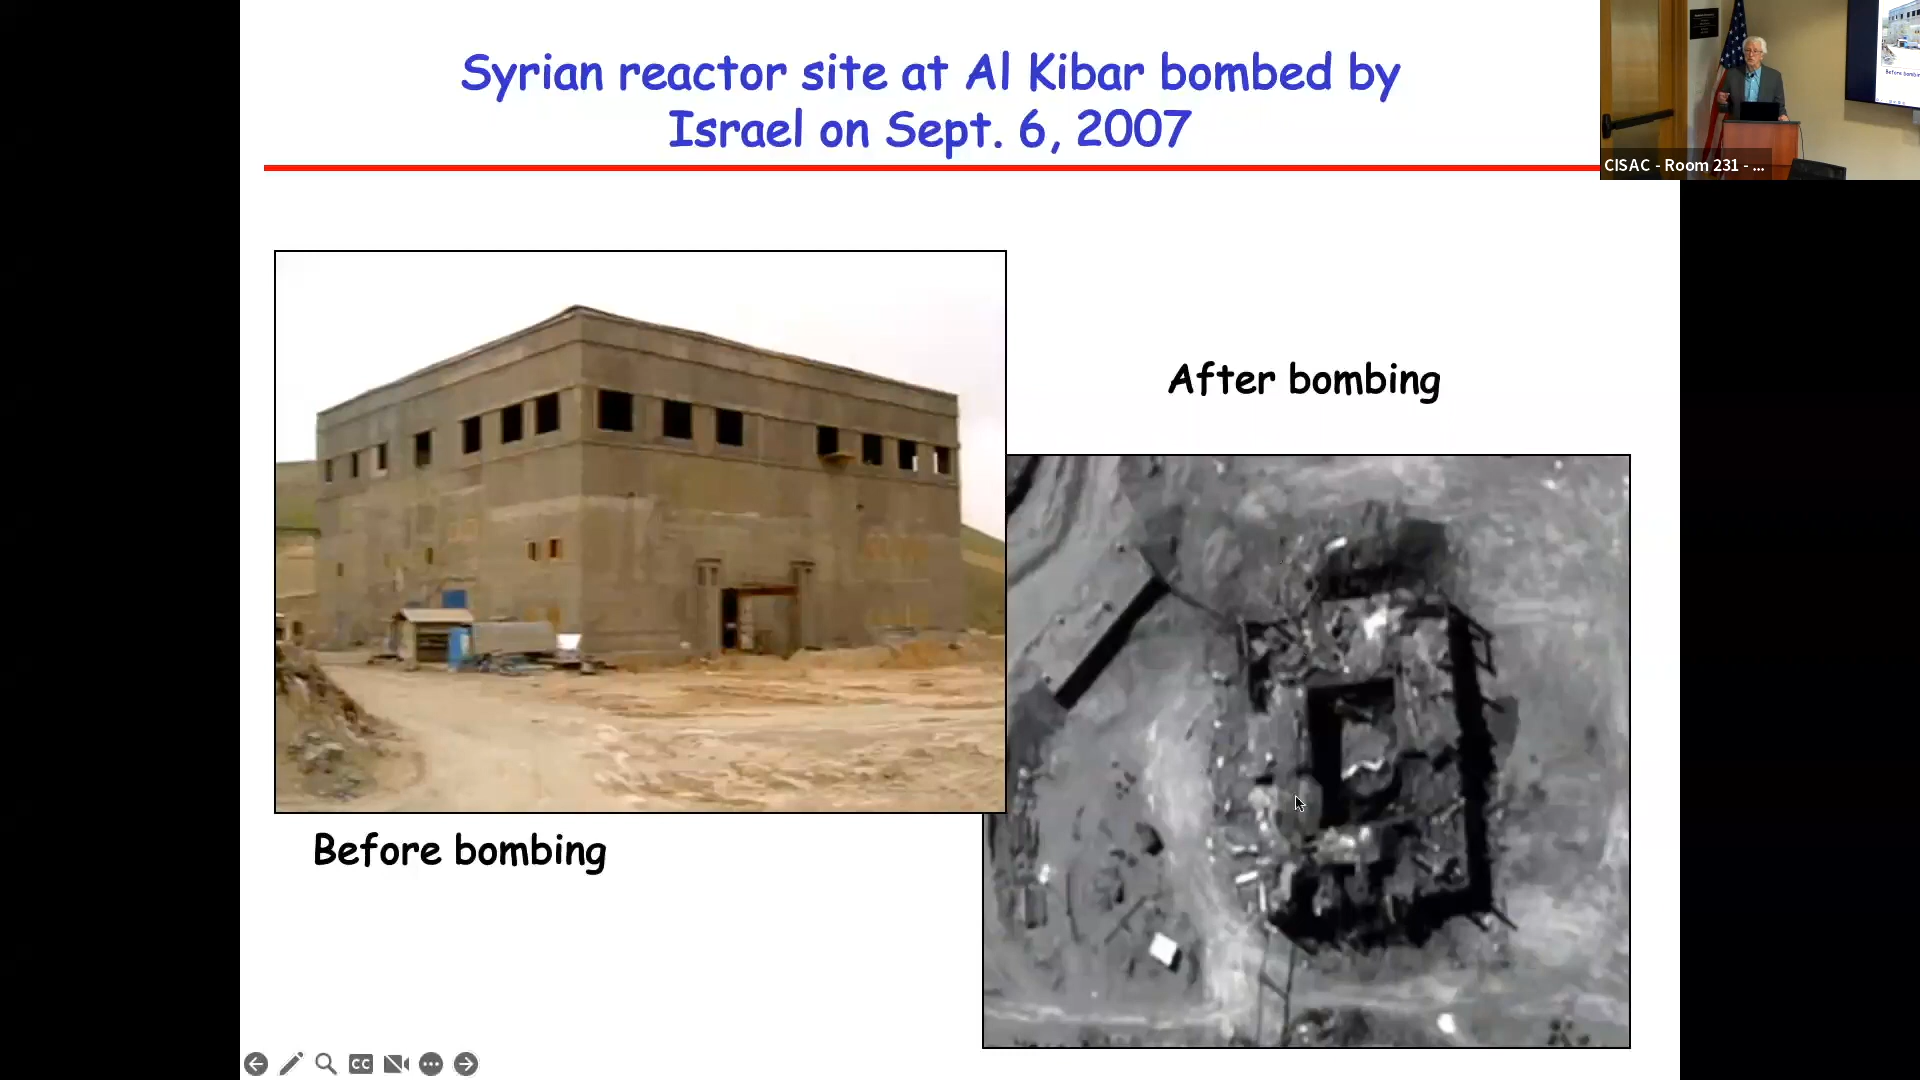 Syrian reactor site at Al Kibar bombed by
Israel on Sept. 6, 2007
CISAC - Room 231 - ...
After bombing
Before bombing
CC